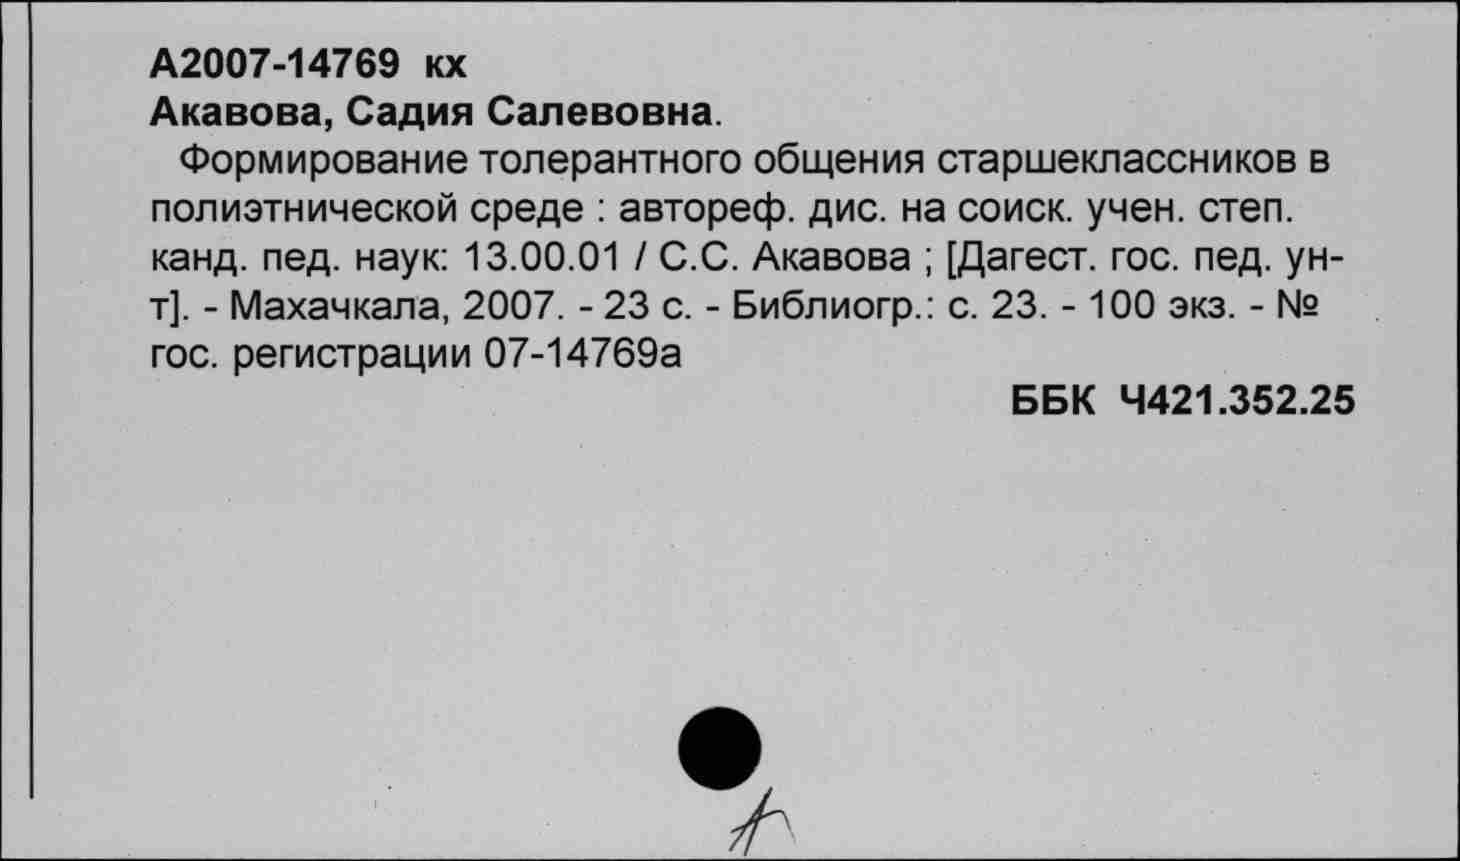 А2007-14769 кх
Акавова, Садия Салевовна.
Формирование толерантного общения старшеклассников в
полиэтнической среде : автореф. дис. на соиск. учен. степ.
канд. пед. наук: 13.00.01 / С.С. Акавова ; [Дагест. гос. пед. ун-
т]. - Махачкала, 2007. - 23 с. - Библиогр.: с. 23. - 100 экз. - №
гос. регистрации 07-14769а
ББК Ч421.352.25